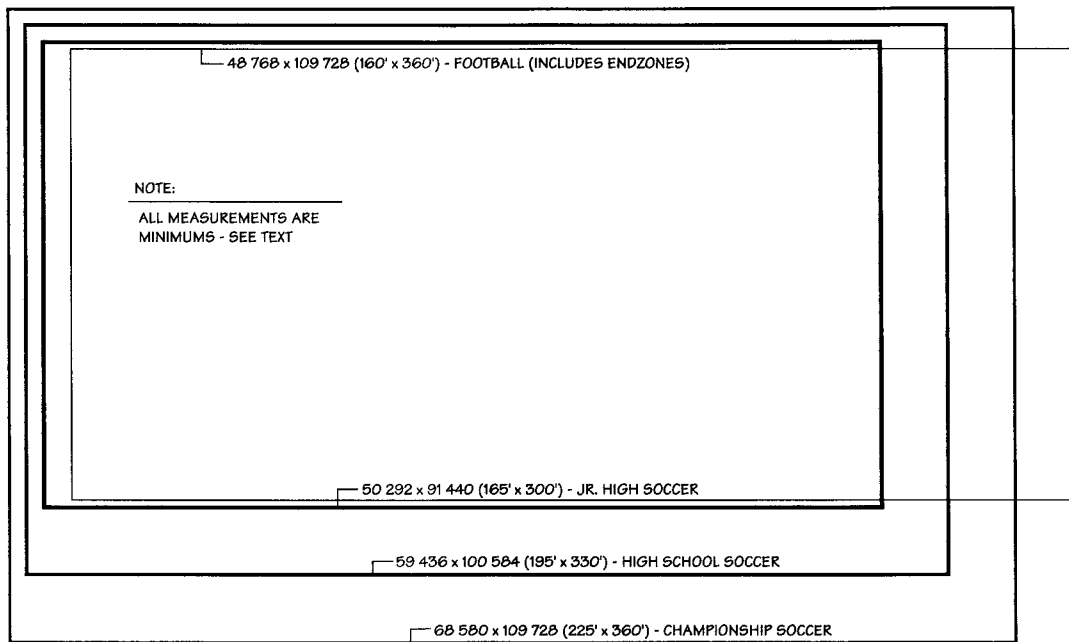 48 768 x 109 728 (160' x 360') - FOOTBALL (INCLUDES ENDZONES)
NOTE:
ALL MEASUREMENTS ARE
MINIMUMS - SEE TEXT
50 292 x 91 440 (165' x 300') - JR. HIGH SOCCER
59 436 x 100 584 (195' x 330') - HIGH SCHOOL SOCCER
68 580 x 109 728 (225' x 360') - CHAMPIONSHIP SOCCER